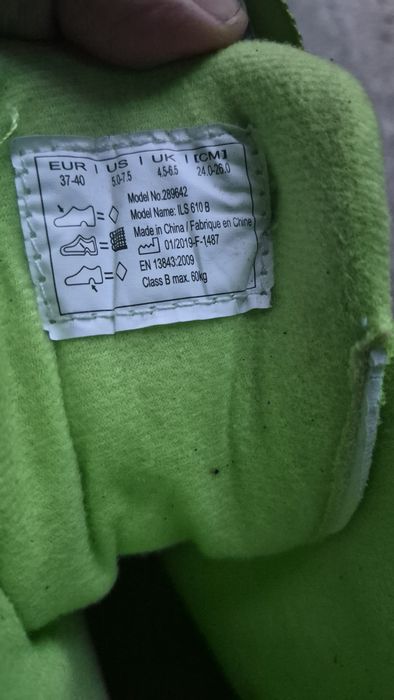 EUR | US | UK | [CM]
37-40 5.0-7.5 4.5-6.5 24.0-26.0
Model No.289642
Model Name: ILS 610 B
Made in China / Fabrique en Chine
01/2019-F-1487
EN 13843:2009
Class B max. 60kg